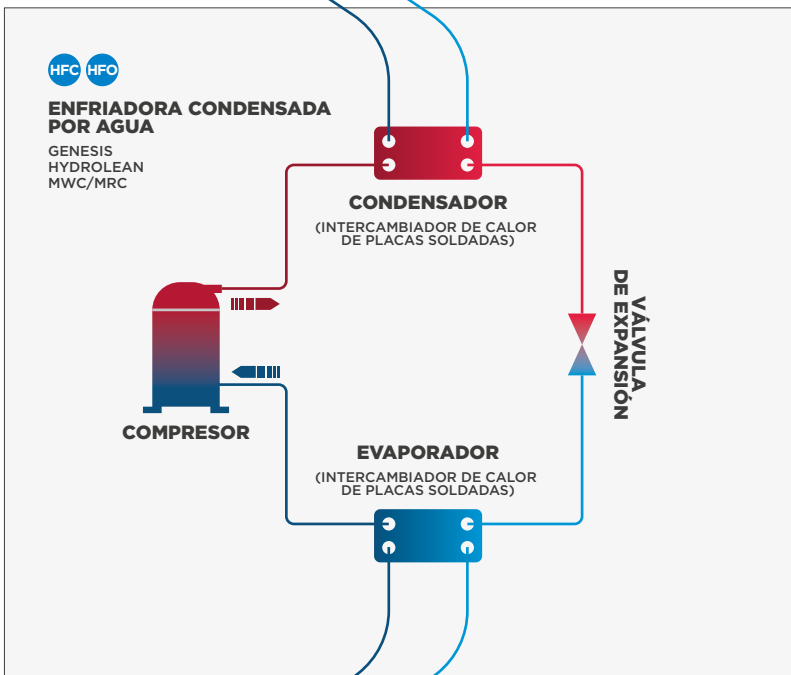 HFC HFO
ENFRIADORA CONDENSADA
POR AGUA
GENESIS
HYDROLEAN
MWC/MRC
CONDENSADOR
(INTERCAMBIADOR DE CALOR
DE PLACAS SOLDADAS)
VÁLVULA
DE EXPANSIÓN
COMPRESOR
EVAPORADOR
(INTERCAMBIADOR DE CALOR
DE PLACAS SOLDADAS)